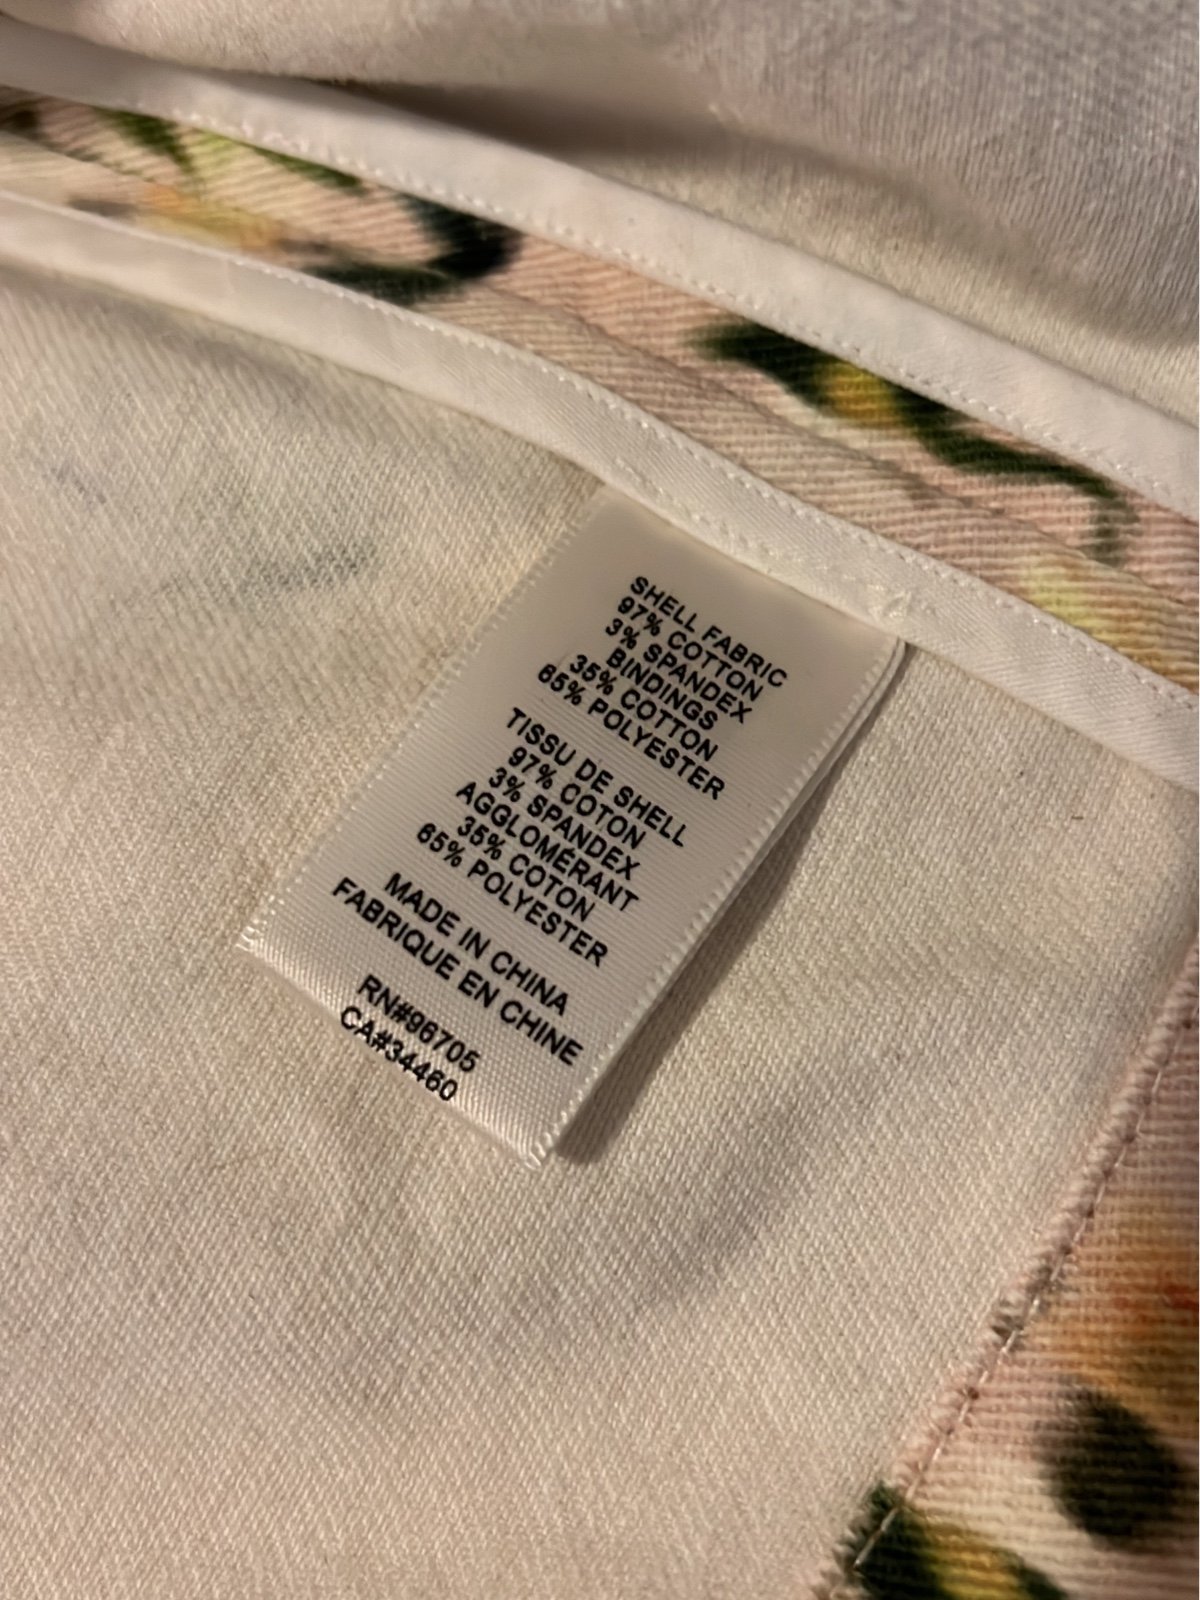 SHELL FABRIC
97% COTTON
3% SPANDEX
BINDINGS
35% COTTON
65% POLYESTER
TISSU DE SHELL
97% COTON
3% SPANDEX
AGGLOMÉRANT
35% COTON
65% POLYESTER
MADE IN CHINA
FABRIQUE EN CHINE
RN#96705
CA#34460